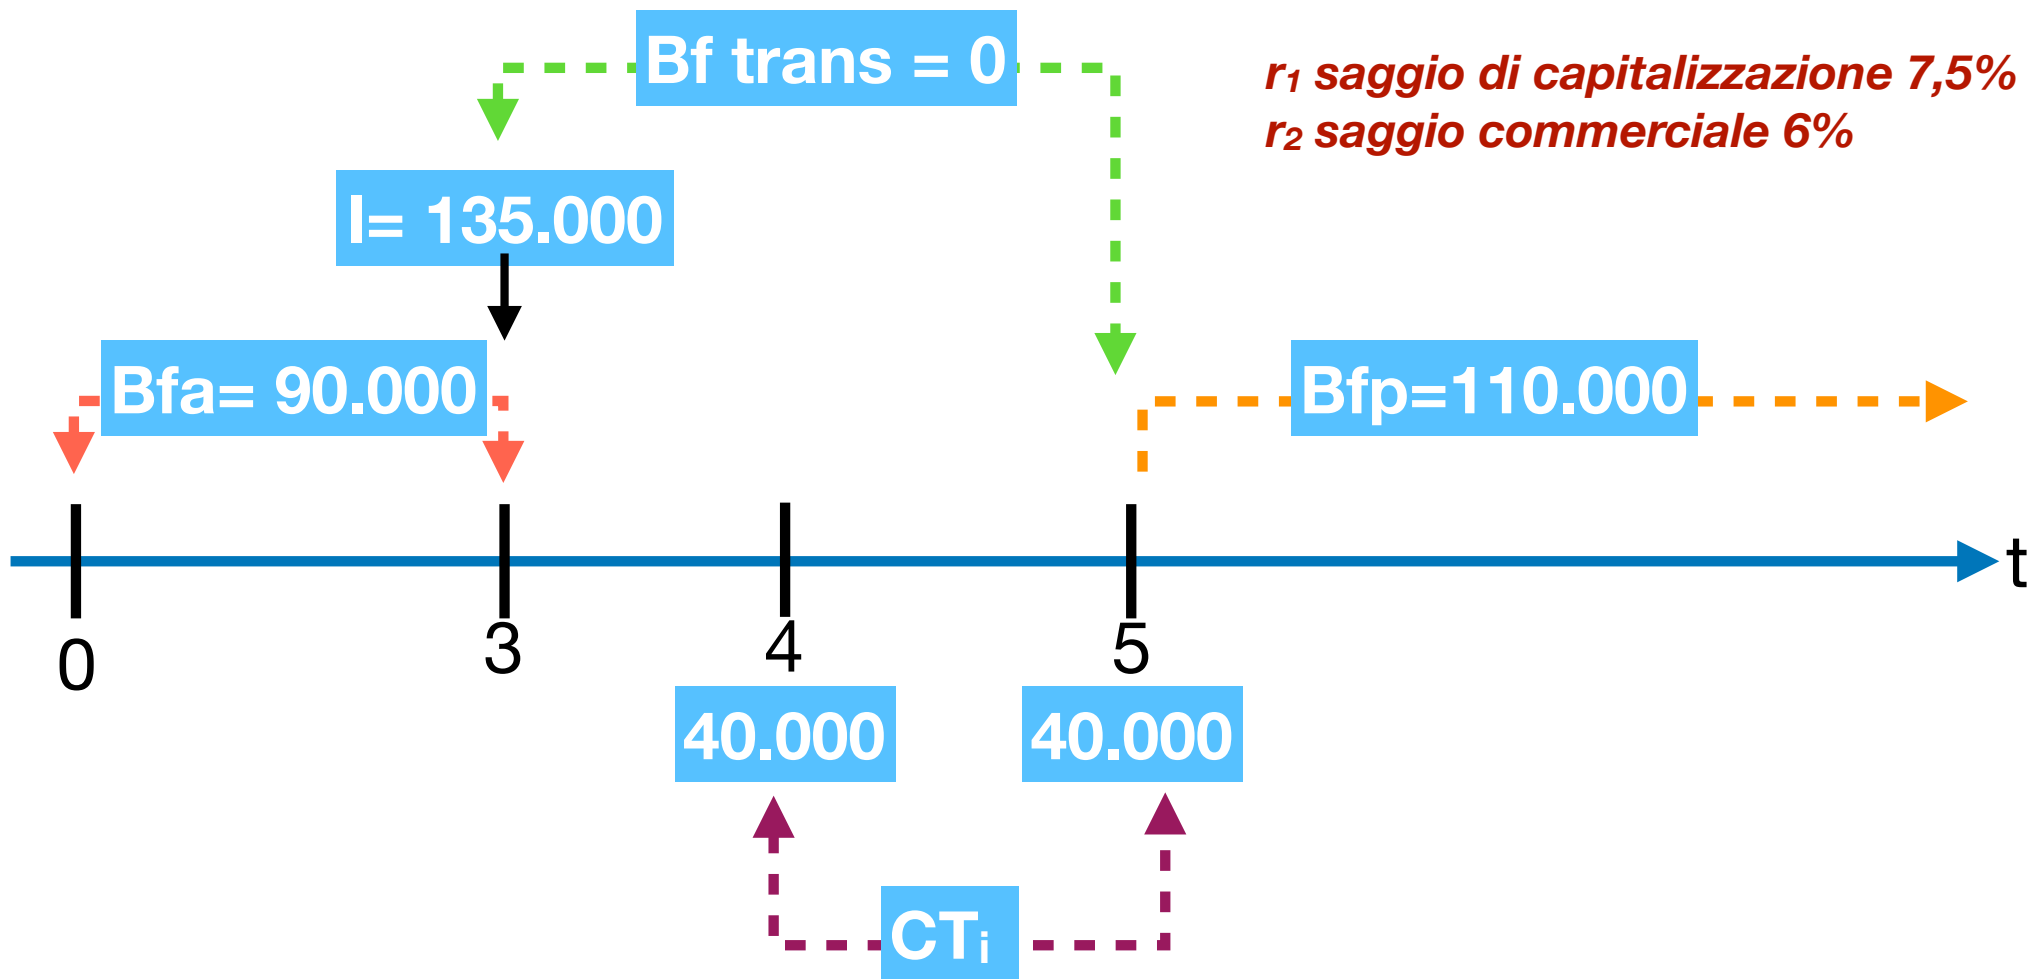 Bf trans = 0
r₁ saggio di capitalizzazione 7,5%
r₂ saggio commerciale 6%
I= 135.000
Bfa= 90.000
Bfp=110.000
t
0
3
4
5
40.000
40.000
CTᵢ